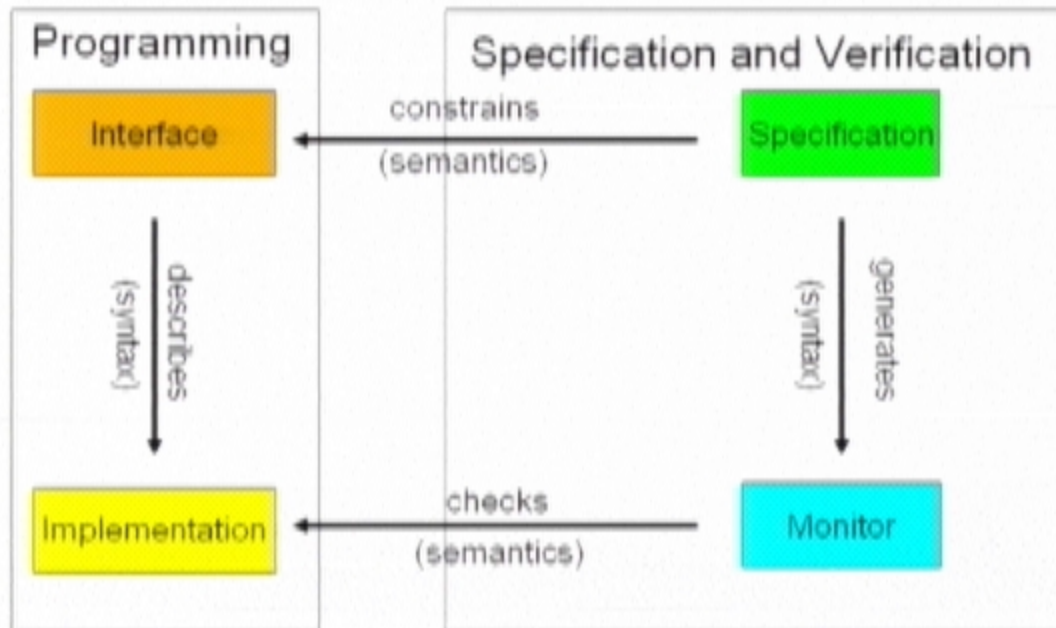 Programming
Specification and Verification
Interface
constrains
(semantics)
Specification
describes
(syntax)
generates
(syntax)
Implementation
checks
(semantics)
Monitor